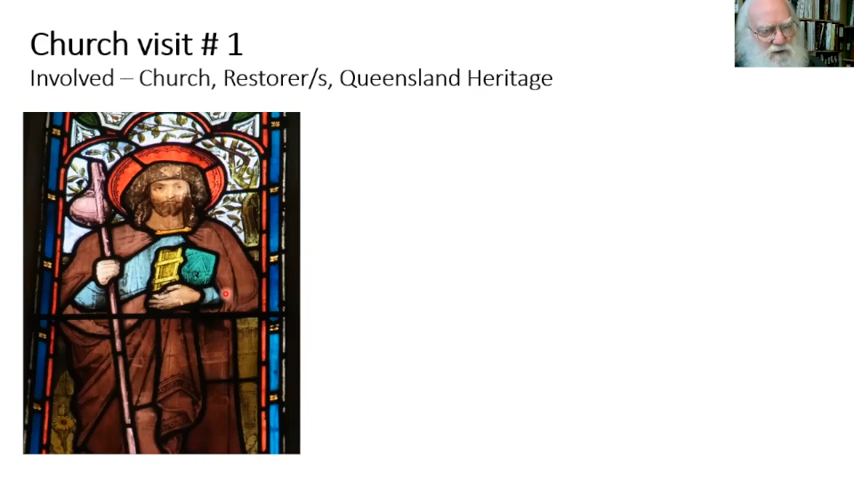 Church visit # 1
Involved – Church, Restorer/s, Queensland Heritage